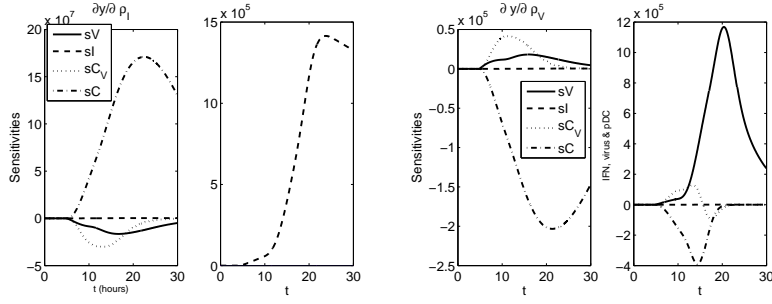 ∂y/∂ ρ_I
x 10^7
20
15
10
5
0
−5
Sensitivities
sV
sI
sC_V
sC
0
10
20
30
t (hours)
x 10^5
15
10
5
0
0
10
20
30
t
∂ y/∂ ρ_V
x 10^5
0.5
0
−0.5
−1
−1.5
−2
−2.5
Sensitivities
sV
sI
sC_V
sC
0
10
20
30
t
x 10^5
12
10
8
6
4
2
0
−2
−4
IFN, virus & pDC
0
10
20
30
t